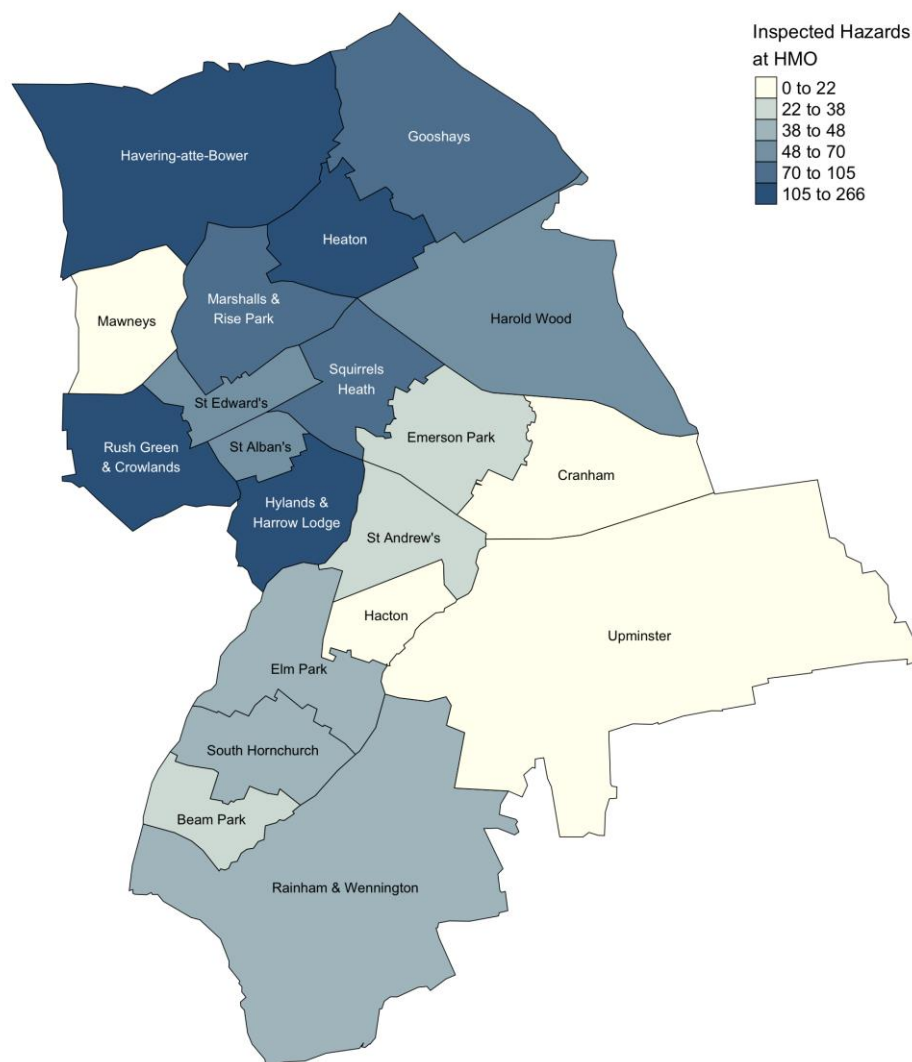 Inspected Hazards
at HMO
0 to 22
22 to 38
38 to 48
48 to 70
70 to 105
105 to 266
Gooshays
Havering-atte-Bower
Heaton
Marshalls &
Rise Park
Harold Wood
Mawneys
Squirrels
Heath
St Edward's
Emerson Park
St Alban's
Rush Green
& Crowlands
Cranham
Hylands &
Harrow Lodge
St Andrew's
Hacton
Upminster
Elm Park
South Hornchurch
Beam Park
Rainham & Wennington